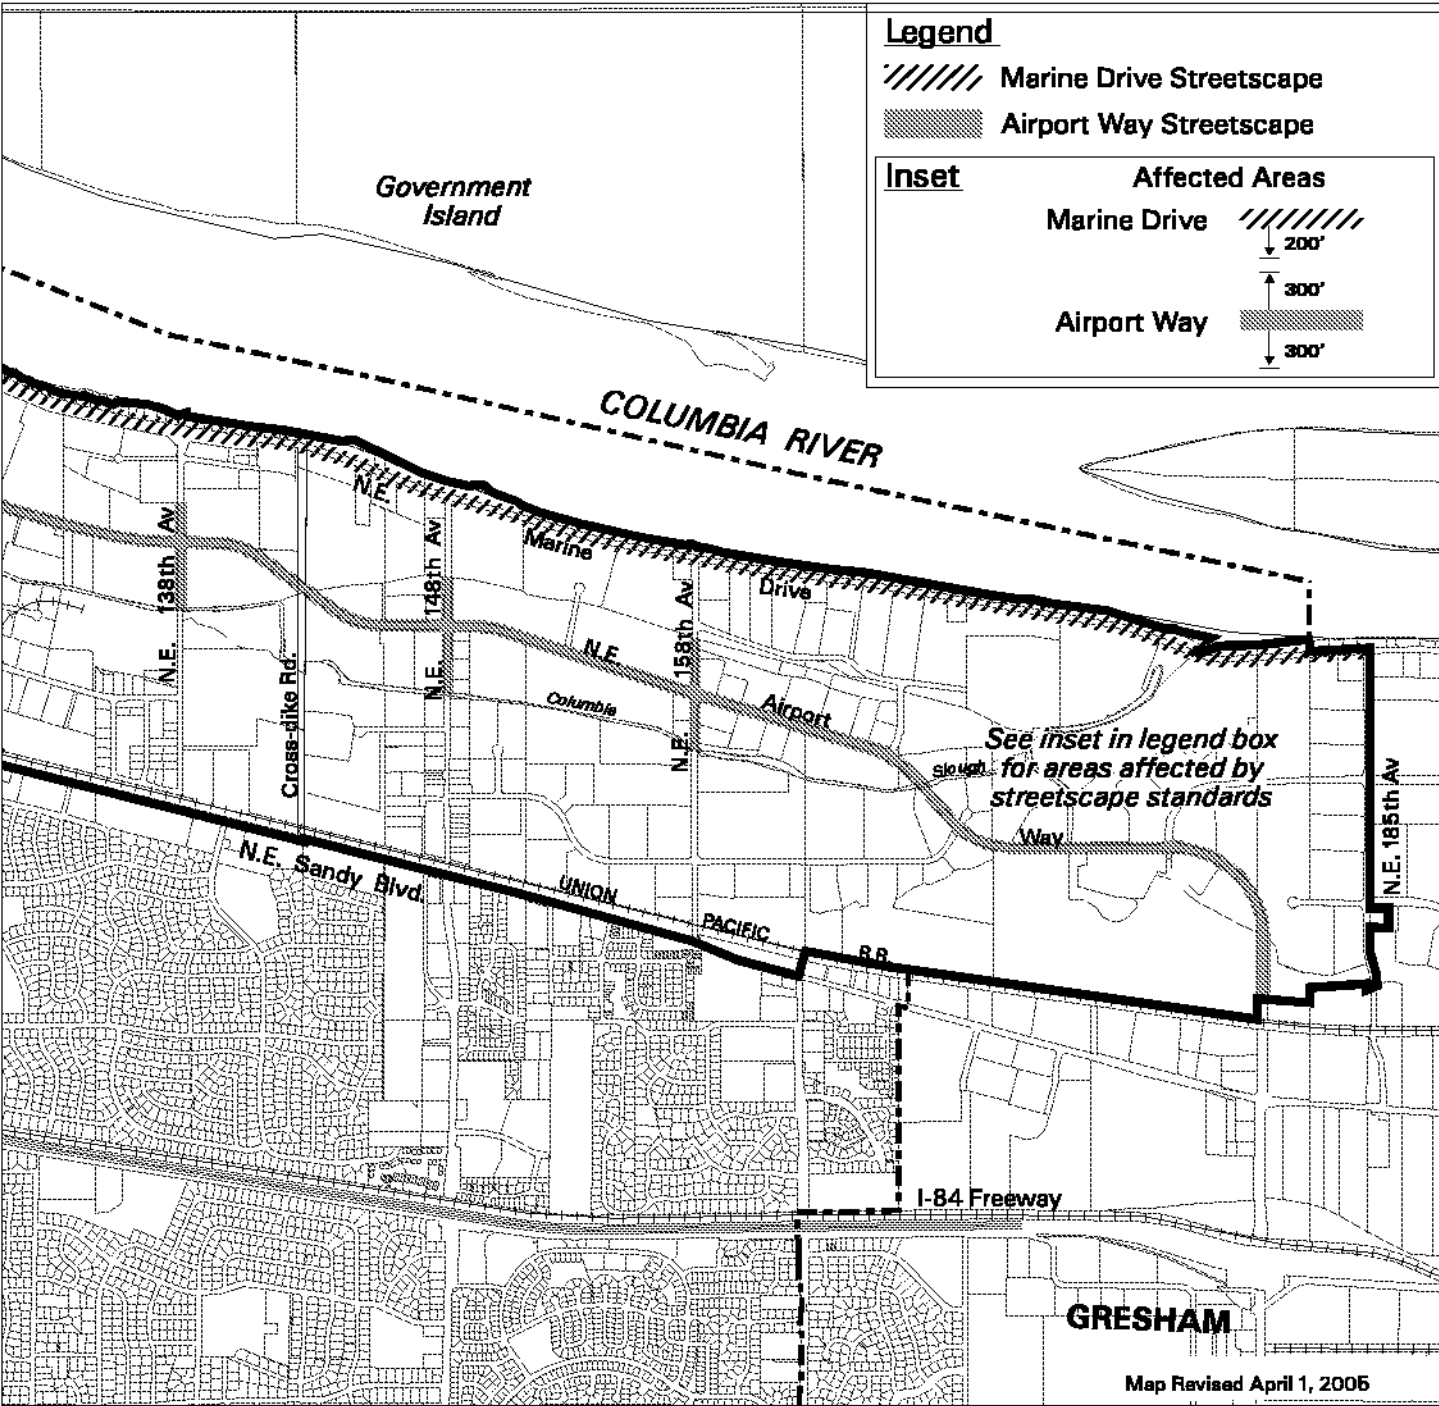 Legend
Marine Drive Streetscape
Airport Way Streetscape
Inset
Affected Areas
Marine Drive
200'
300'
Airport Way
300'
Government
Island
COLUMBIA RIVER
N.E.
Marine
Drive
N.E. 138th Av
Cross-dike Rd.
N.E. 148th Av
N.E. 158th Av
N.E.
Airport
Way
Columbia
Slough
See inset in legend box
for areas affected by
streetscape standards
N.E. 185th Av
N.E. Sandy Blvd.
UNION
PACIFIC
R.R.
I-84 Freeway
GRESHAM
Map Revised April 1, 2005